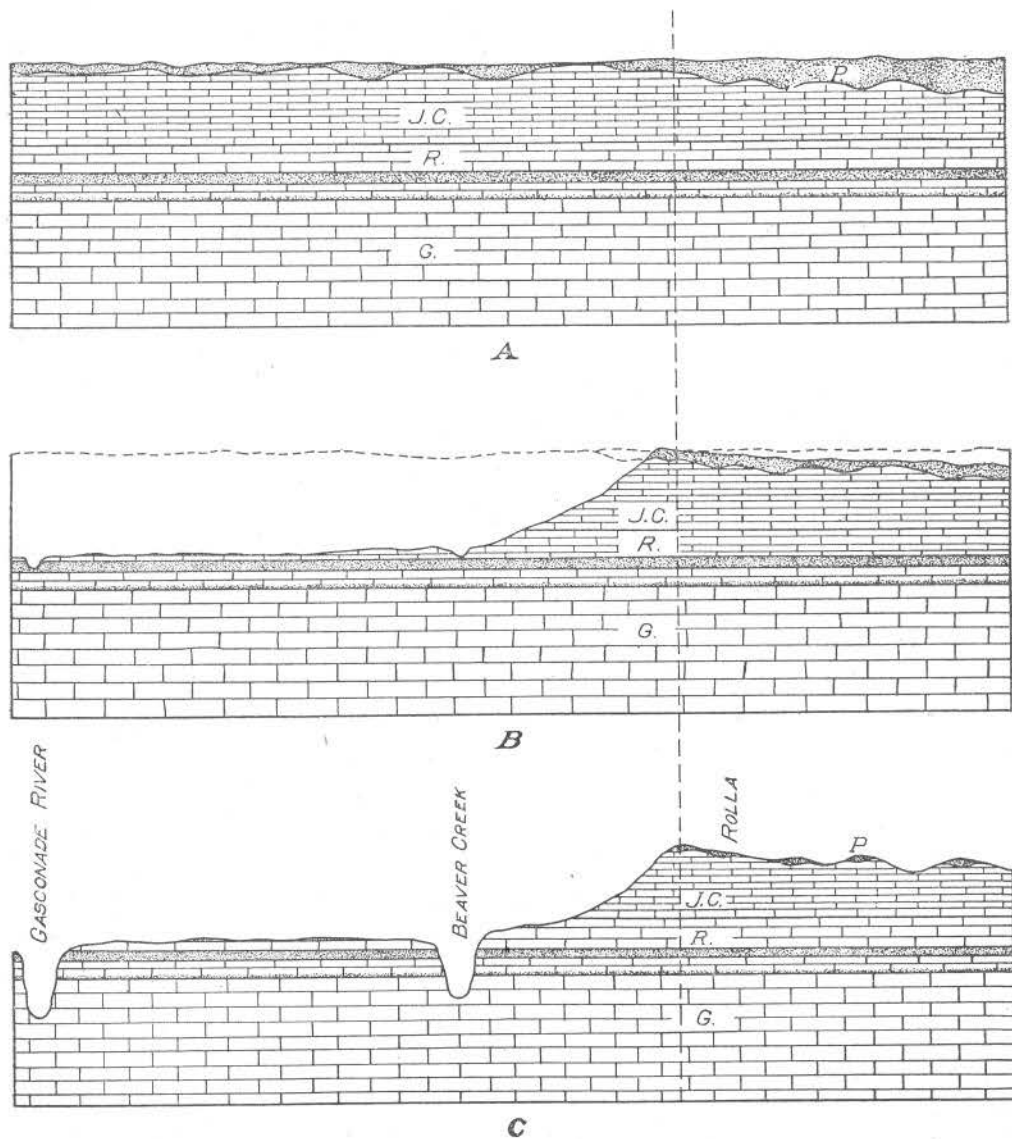 P.
J.C.
R.
G.
A
J.C.
R.
G.
B
GASCONADE RIVER
BEAVER CREEK
ROLLA
P
J.C.
R.
G.
C